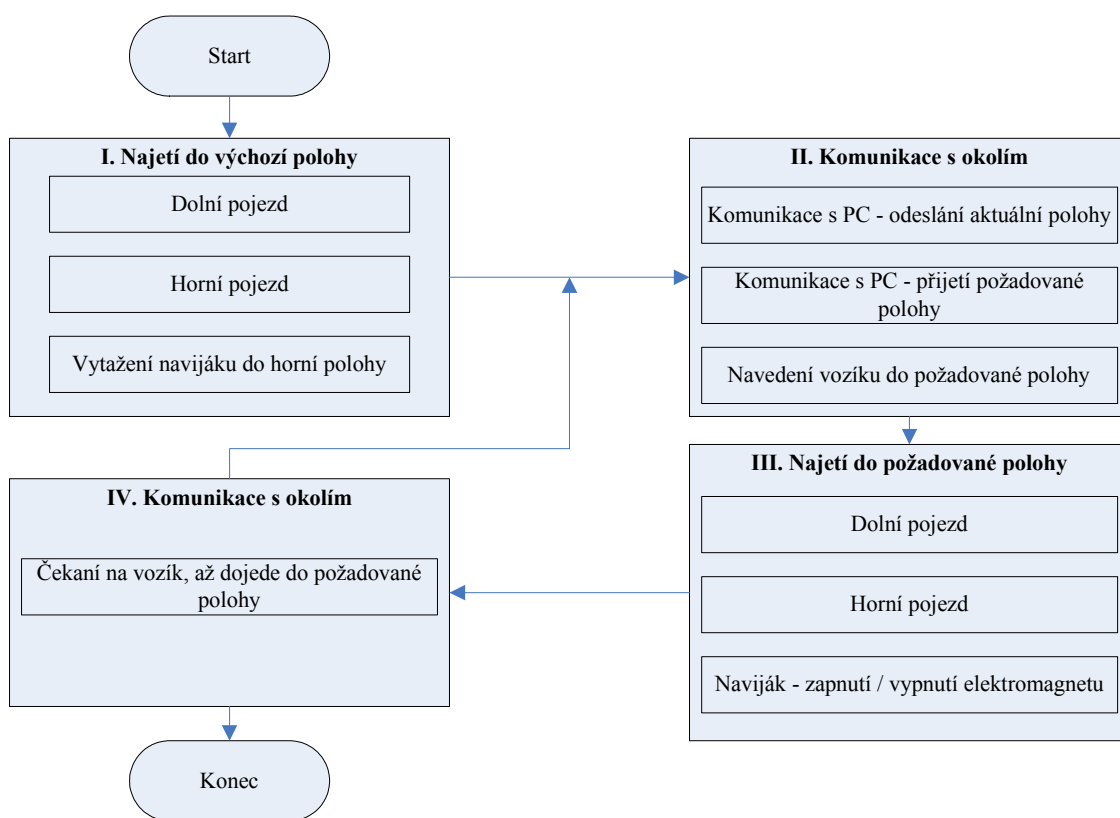 Start
I. Najetí do výchozí polohy
Dolní pojezd
Horní pojezd
Vytažení navijáku do horní polohy
II. Komunikace s okolím
Komunikace s PC - odeslání aktuální polohy
Komunikace s PC - přijetí požadované
polohy
Navedení vozíku do požadované polohy
III. Najetí do požadované polohy
Dolní pojezd
Horní pojezd
Naviják - zapnutí / vypnutí elektromagnetu
IV. Komunikace s okolím
Čekaní na vozík, až dojede do požadované
polohy
Konec